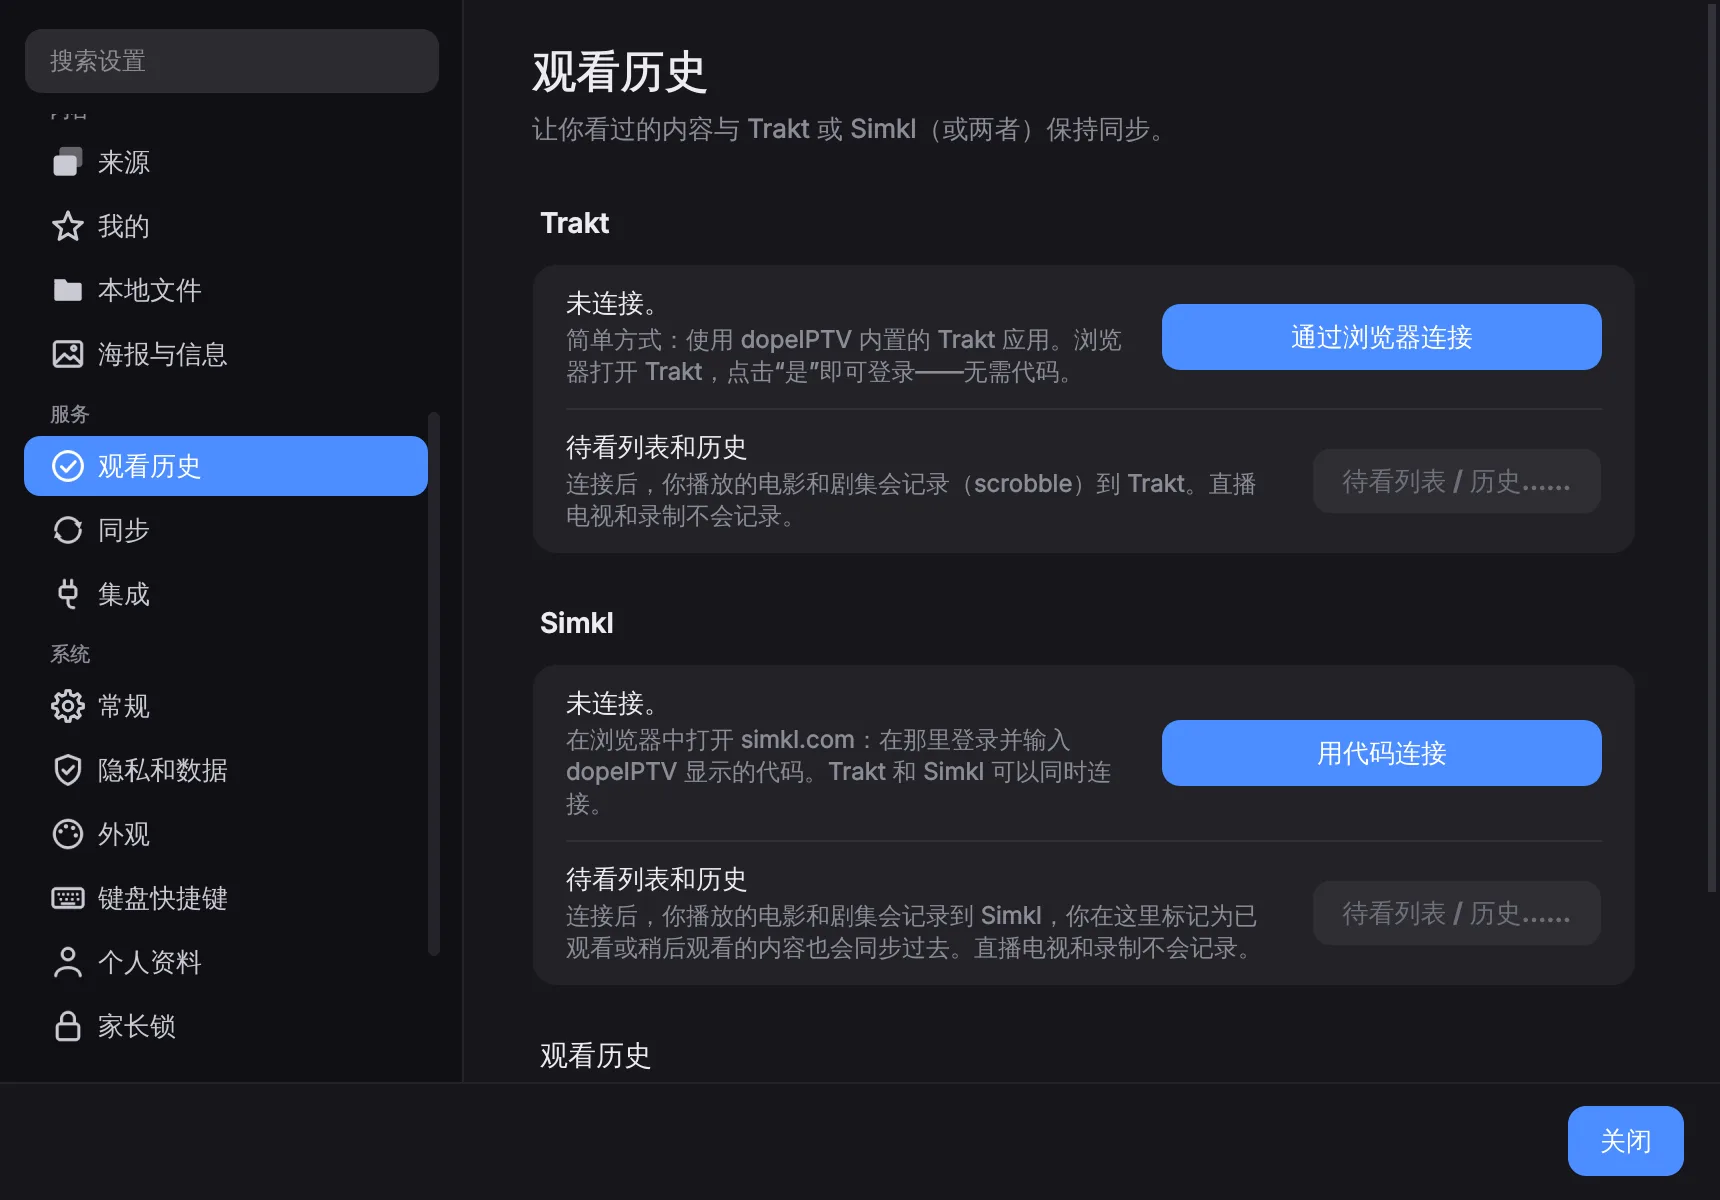 搜索设置
来源
我的
本地文件
海报与信息
服务
观看历史
同步
集成
系统
常规
隐私和数据
外观
键盘快捷键
个人资料
家长锁
观看历史
让你看过的内容与 Trakt 或 Simkl（或两者）保持同步。
Trakt
未连接。
简单方式：使用 dopeIPTV 内置的 Trakt 应用。浏览
器打开 Trakt，点击“是”即可登录——无需代码。
通过浏览器连接
待看列表和历史
连接后，你播放的电影和剧集会记录（scrobble）到 Trakt。直播
电视和录制不会记录。
待看列表 / 历史……
Simkl
未连接。
在浏览器中打开 simkl.com：在那里登录并输入
dopeIPTV 显示的代码。Trakt 和 Simkl 可以同时连
接。
用代码连接
待看列表和历史
连接后，你播放的电影和剧集会记录到 Simkl，你在这里标记为已
观看或稍后观看的内容也会同步过去。直播电视和录制不会记录。
待看列表 / 历史……
观看历史
关闭